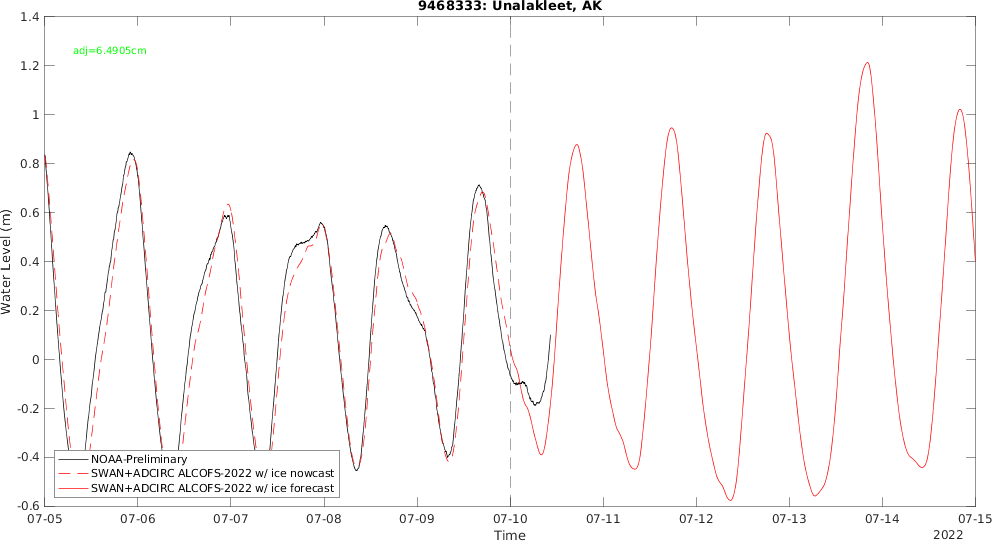 9468333: Unalakleet, AK
adj=6.4905cm
1.4
1.2
1
0.8
0.6
0.4
0.2
0
-0.2
-0.4
-0.6
Water Level (m)
NOAA-Preliminary
SWAN+ADCIRC ALCOFS-2022 w/ ice nowcast
SWAN+ADCIRC ALCOFS-2022 w/ ice forecast
07-05 07-06 07-07 07-08 07-09 07-10 07-11 07-12 07-13 07-14 07-15
Time
2022